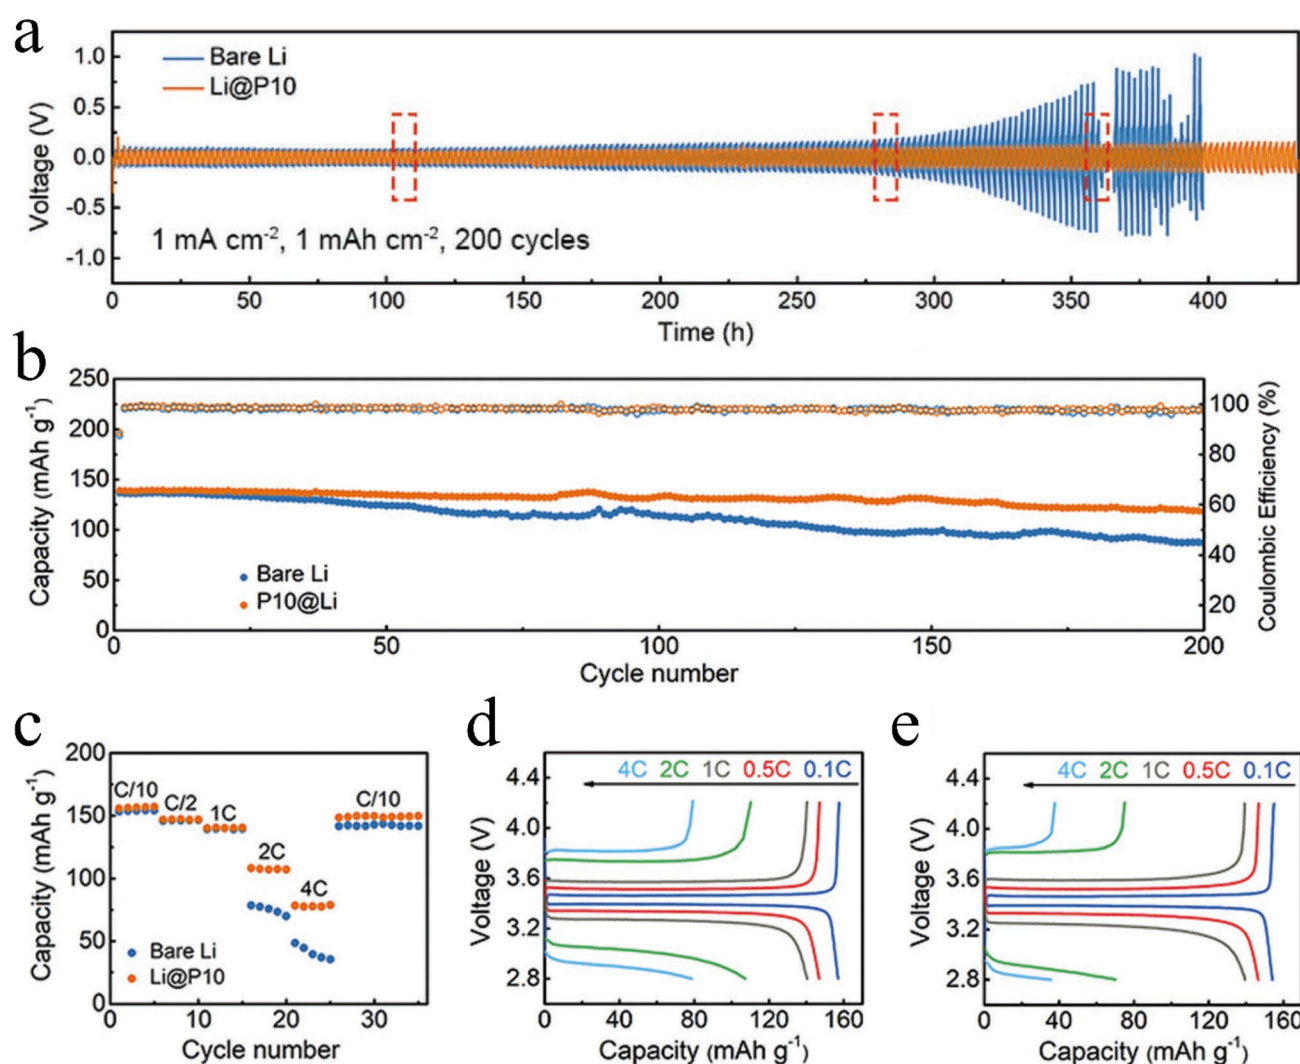 a
Bare Li
Li@P10
1.0
0.5
0.0
-0.5
-1.0
Voltage (V)
1 mA cm⁻², 1 mAh cm⁻², 200 cycles
0 50 100 150 200 250 300 350 400
Time (h)
b
250
200
150
100
50
0
Capacity (mAh g⁻¹)
100
80
60
40
20
Coulombic Efficiency (%)
Bare Li
P10@Li
0 50 100 150 200
Cycle number
c
200
150
100
50
0
Capacity (mAh g⁻¹)
C/10 C/2 1C 2C 4C C/10
Bare Li
Li@P10
0 10 20 30
Cycle number
d
4.4
4.0
3.6
3.2
2.8
Voltage (V)
4C 2C 1C 0.5C 0.1C
0 40 80 120 160
Capacity (mAh g⁻¹)
e
4.4
4.0
3.6
3.2
2.8
Voltage (V)
4C 2C 1C 0.5C 0.1C
0 40 80 120 160
Capacity (mAh g⁻¹)